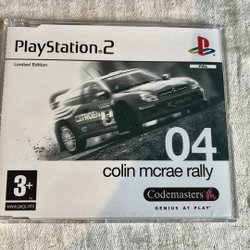 PlayStation®2
Limited Edition
PAL
CITROËN
04
colin mcrae rally
3+
www.pegi.info
Codemasters
GENIUS AT PLAY